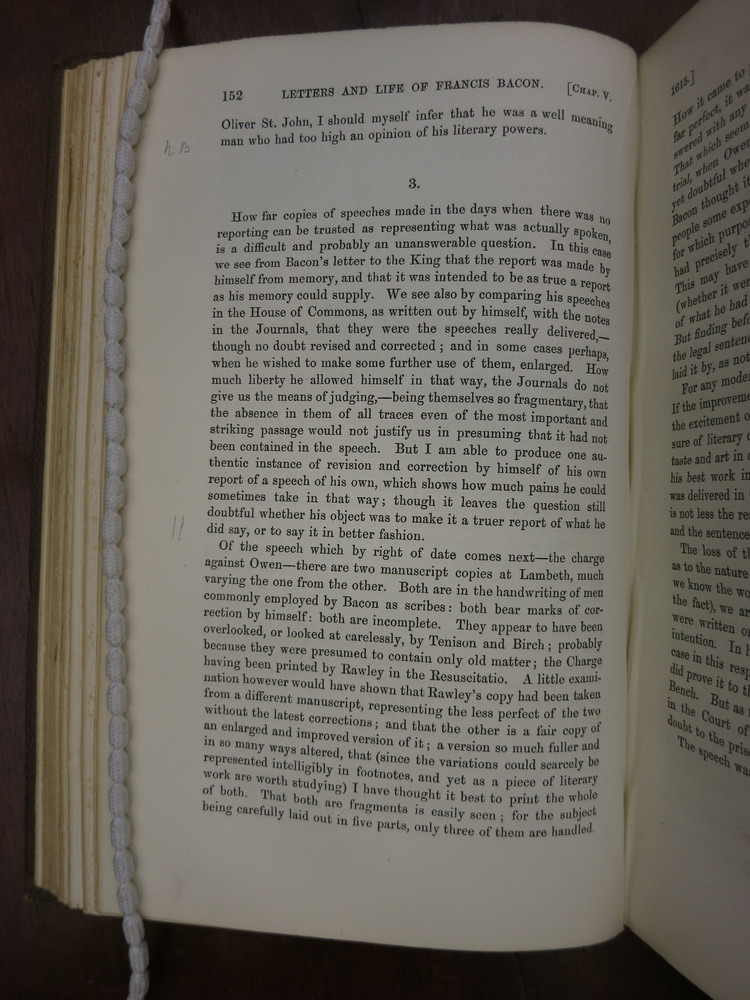 152 LETTERS AND LIFE OF FRANCIS BACON. [CHAP. V.
Oliver St. John, I should myself infer that he was a well meaning
man who had too high an opinion of his literary powers.
3.
How far copies of speeches made in the days when there was no
reporting can be trusted as representing what was actually spoken,
is a difficult and probably an unanswerable question. In this case
we see from Bacon's letter to the King that the report was made by
himself from memory, and that it was intended to be as true a report
as his memory could supply. We see also by comparing his speeches
in the House of Commons, as written out by himself, with the notes
in the Journals, that they were the speeches really delivered,—
though no doubt revised and corrected; and in some cases perhaps,
when he wished to make some further use of them, enlarged. How
much liberty he allowed himself in that way, the Journals do not
give us the means of judging,—being themselves so fragmentary, that
the absence in them of all traces even of the most important and
striking passage would not justify us in presuming that it had not
been contained in the speech. But I am able to produce one au-
thentic instance of revision and correction by himself of his own
report of a speech of his own, which shows how much pains he could
sometimes take in that way; though it leaves the question still
doubtful whether his object was to make it a truer report of what he
did say, or to say it in better fashion.
Of the speech which by right of date comes next—the charge
against Owen—there are two manuscript copies at Lambeth, much
varying the one from the other. Both are in the handwriting of men
commonly employed by Bacon as scribes: both bear marks of cor-
rection by himself: both are incomplete. They appear to have been
overlooked, or looked at carelessly, by Tenison and Birch; probably
because they were presumed to contain only old matter; the Charge
having been printed by Rawley in the Resuscitatio. A little exami-
nation however would have shown that Rawley's copy had been taken
from a different manuscript, representing the less perfect of the two
without the latest corrections; and that the other is a fair copy of
an enlarged and improved version of it; a version so much fuller and
in so many ways altered, that (since the variations could scarcely be
represented intelligibly in footnotes, and yet as a piece of literary
work are worth studying) I have thought it best to print the whole
of both. That both are fragments is easily seen; for the subject
being carefully laid out in five parts, only three of them are handled.
1615.]
How it came to
far perfect, it was
swered with any
That which seem
trial, when Owen
yet doubtful whe
Bacon thought it
people some exp
for which purpo
had precisely th
This may have
(whether it wer
of what he had
But finding befo
the legal senten
laid it by, as not
For any moder
If the improveme
the excitement o
sure of literary
taste and art in
his best work in
was delivered in
is not less the re
and the sentence
The loss of th
as to the nature
we know the wo
the fact), we ar
were written o
intention. In h
case in this resp
did prove it to th
Bench. But as
in the Court of
doubt to the pris
The speech wa